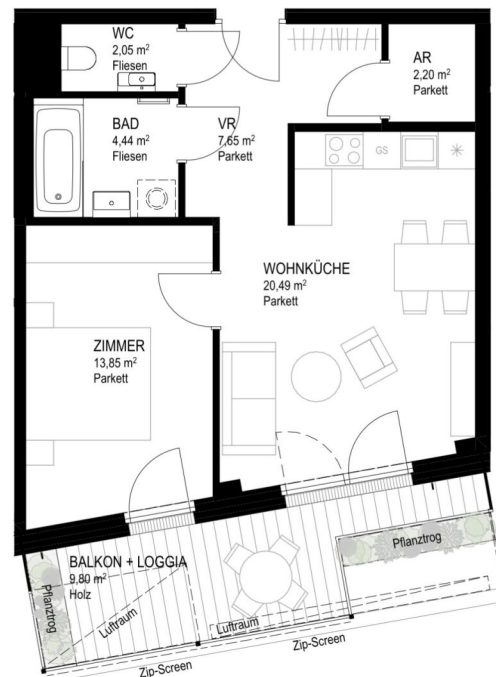 WC
2,05 m²
Fliesen
AR
2,20 m²
Parkett
BAD
4,44 m²
Fliesen
VR
7,65 m²
Parkett
GS
WOHNKÜCHE
20,49 m²
Parkett
ZIMMER
13,85 m²
Parkett
BALKON + LOGGIA
9,80 m²
Holz
Pflanztrog
Pflanztrog
Luftraum
Luftraum
Zip-Screen
Zip-Screen